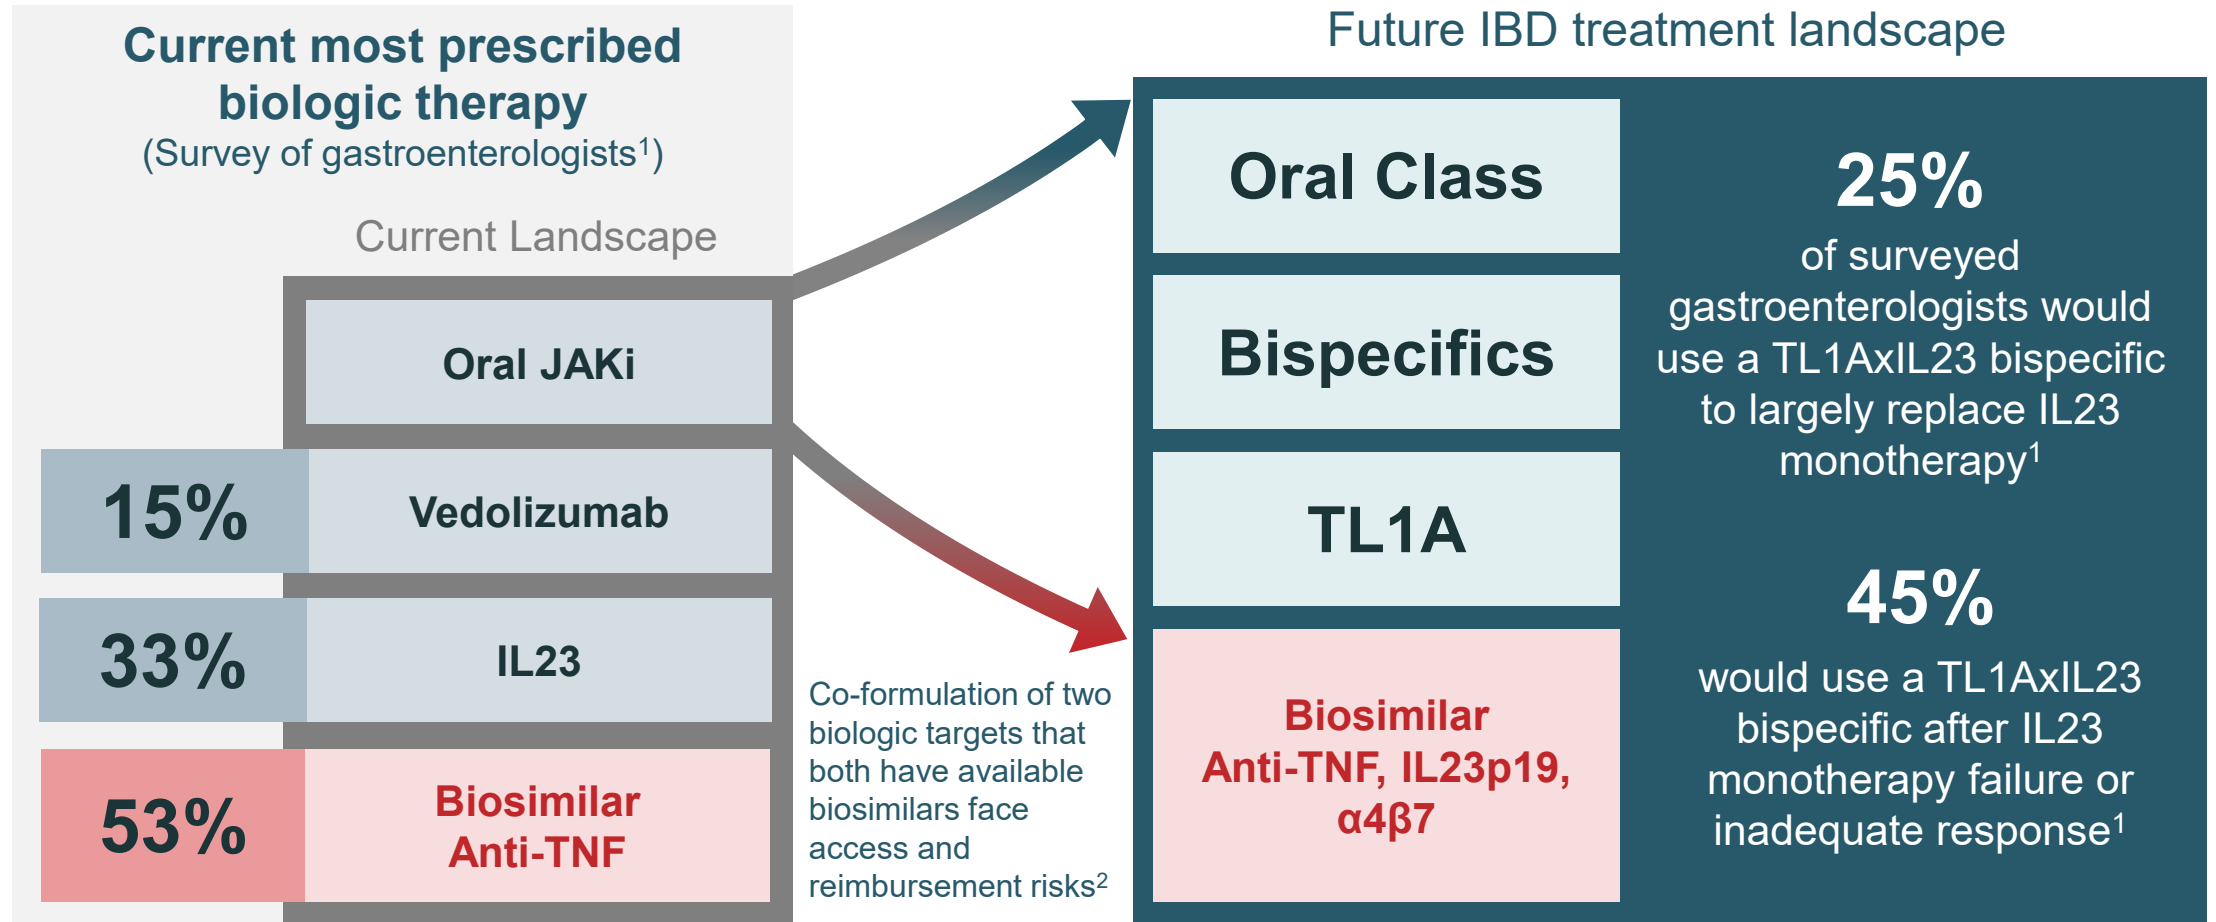 Current most prescribed
biologic therapy
(Survey of gastroenterologists¹)
Current Landscape
Oral JAKi
15%
Vedolizumab
33%
IL23
53%
Biosimilar
Anti-TNF
Co-formulation of two
biologic targets that
both have available
biosimilars face
access and
reimbursement risks²
Future IBD treatment landscape
Oral Class
Bispecifics
TL1A
Biosimilar
Anti-TNF, IL23p19,
α4β7
25%
of surveyed
gastroenterologists would
use a TL1AxIL23 bispecific
to largely replace IL23
monotherapy¹
45%
would use a TL1AxIL23
bispecific after IL23
monotherapy failure or
inadequate response¹